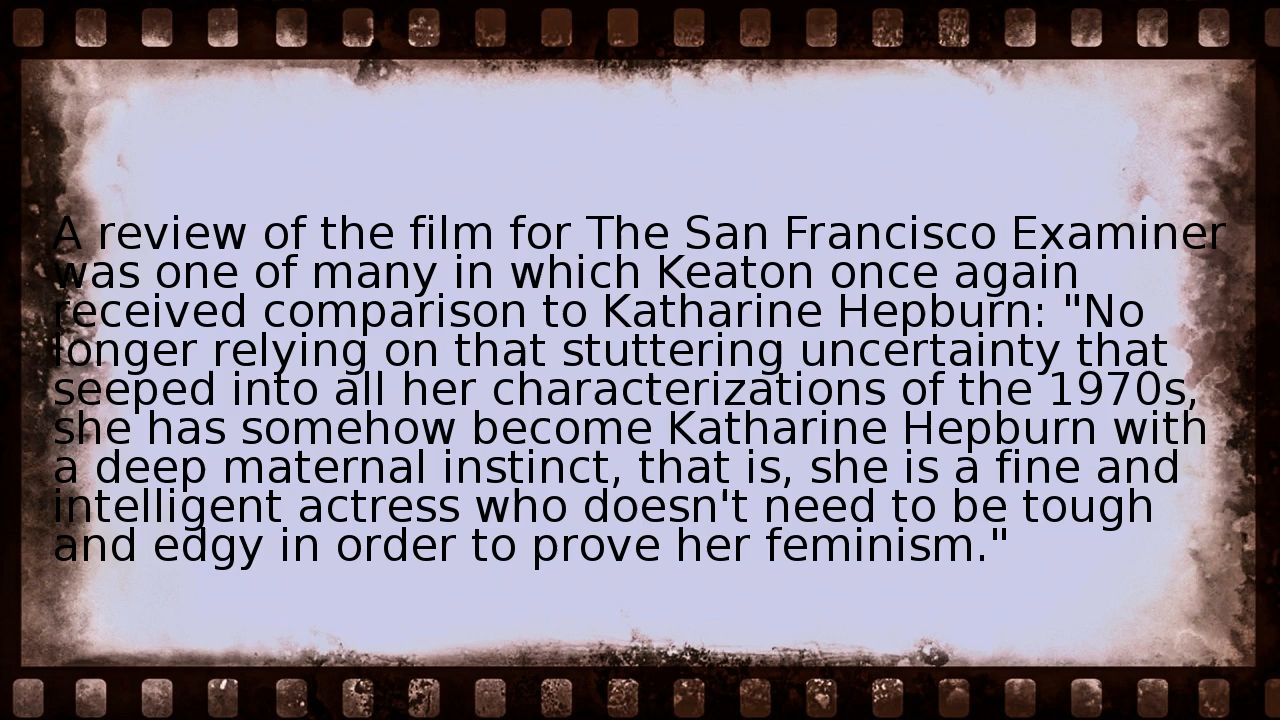 A review of the film for The San Francisco Examiner
was one of many in which Keaton once again
received comparison to Katharine Hepburn: "No
longer relying on that stuttering uncertainty that
seeped into all her characterizations of the 1970s,
she has somehow become Katharine Hepburn with
a deep maternal instinct, that is, she is a fine and
intelligent actress who doesn't need to be tough
and edgy in order to prove her feminism."